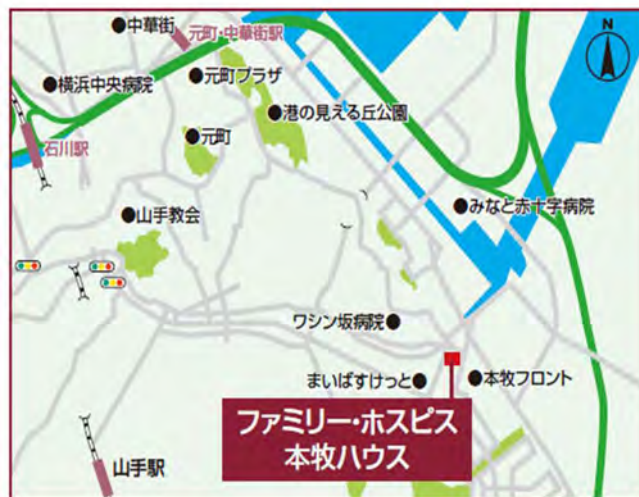 ●中華街
元町・中華街駅
N
●横浜中央病院
●元町プラザ
●港の見える丘公園
石川駅
●元町
●山手教会
●みなと赤十字病院
ワシン坂病院●
まいばすけっと●
●本牧フロント
ファミリー・ホスピス
本牧ハウス
山手駅